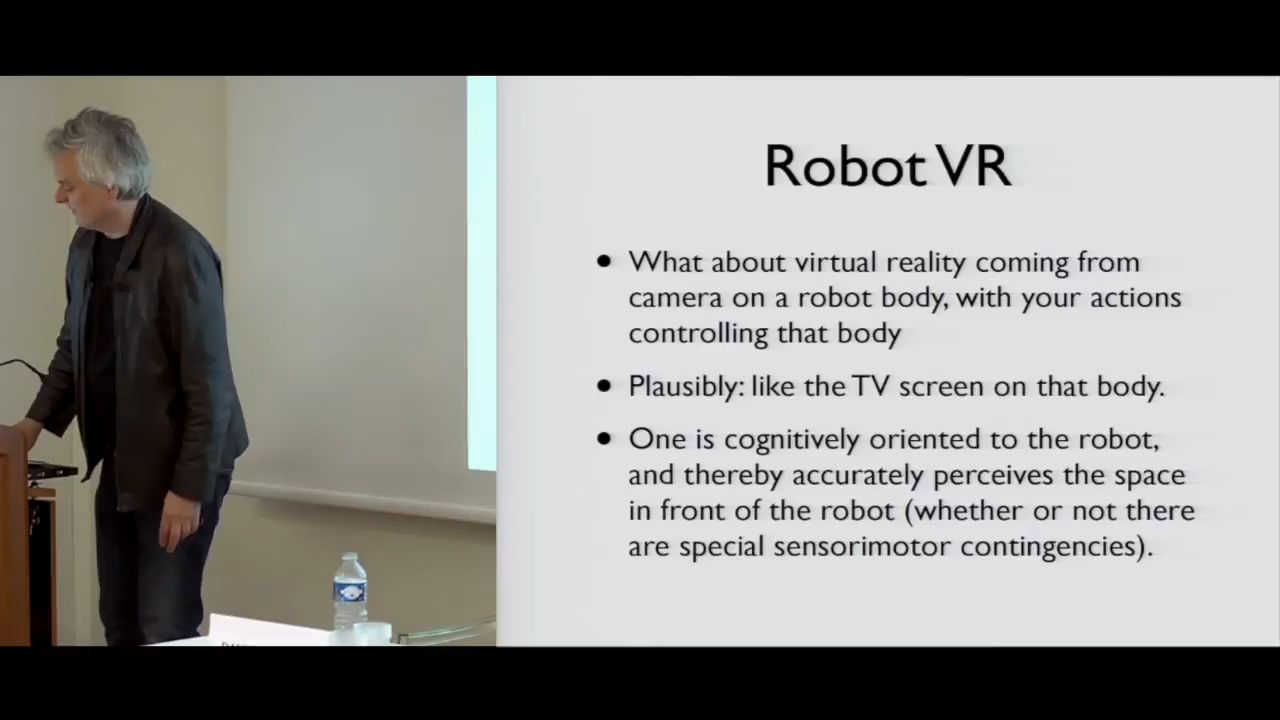 Robot VR
• What about virtual reality coming from
camera on a robot body, with your actions
controlling that body
• Plausibly: like the TV screen on that body.
• One is cognitively oriented to the robot,
and thereby accurately perceives the space
in front of the robot (whether or not there
are special sensorimotor contingencies).